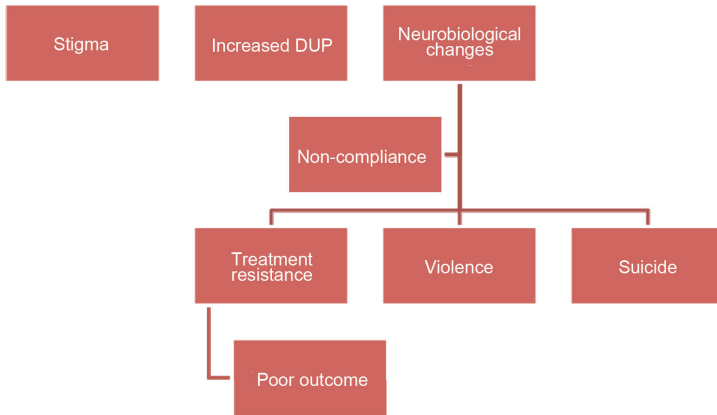 Stigma
Increased DUP
Neurobiological
changes
Non-compliance
Treatment
resistance
Violence
Suicide
Poor outcome